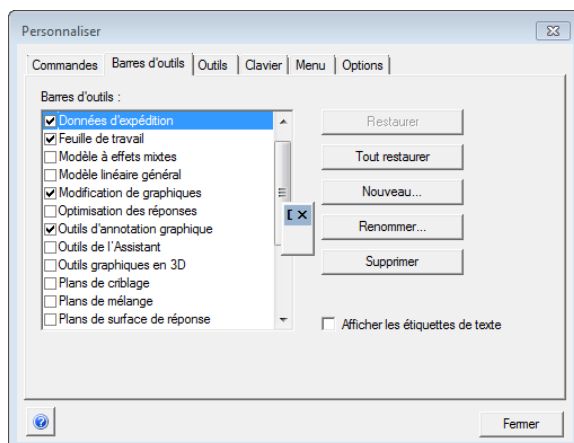 Personnaliser
Commandes Barres d'outils Outils Clavier Menu Options
Barres d'outils :
Données d'expédition
Feuille de travail
Modèle à effets mixtes
Modèle linéaire général
Modification de graphiques
Optimisation des réponses
Outils d'annotation graphique
Outils de l'Assistant
Outils graphiques en 3D
Plans de criblage
Plans de mélange
Plans de surface de réponse
Restaurer
Tout restaurer
Nouveau...
Renommer...
Supprimer
Afficher les étiquettes de texte
Fermer